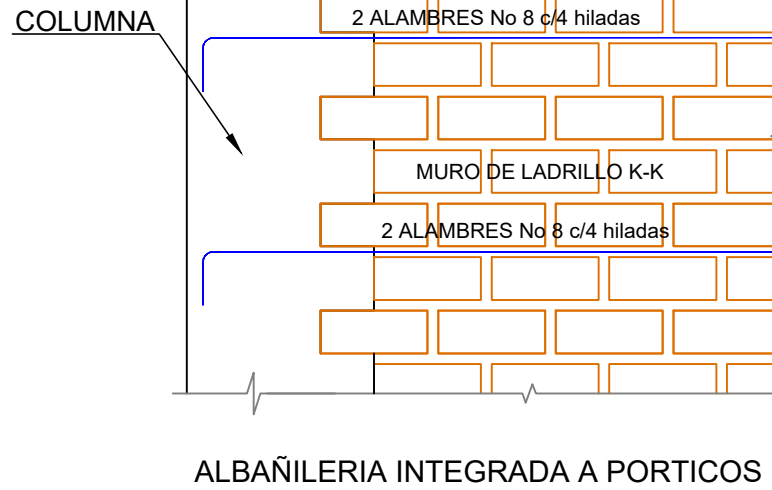 2 ALAMBRES No 8 c/4 hiladas
COLUMNA
MURO DE LADRILLO K-K
2 ALAMBRES No 8 c/4 hiladas
ALBAÑILERIA INTEGRADA A PORTICOS